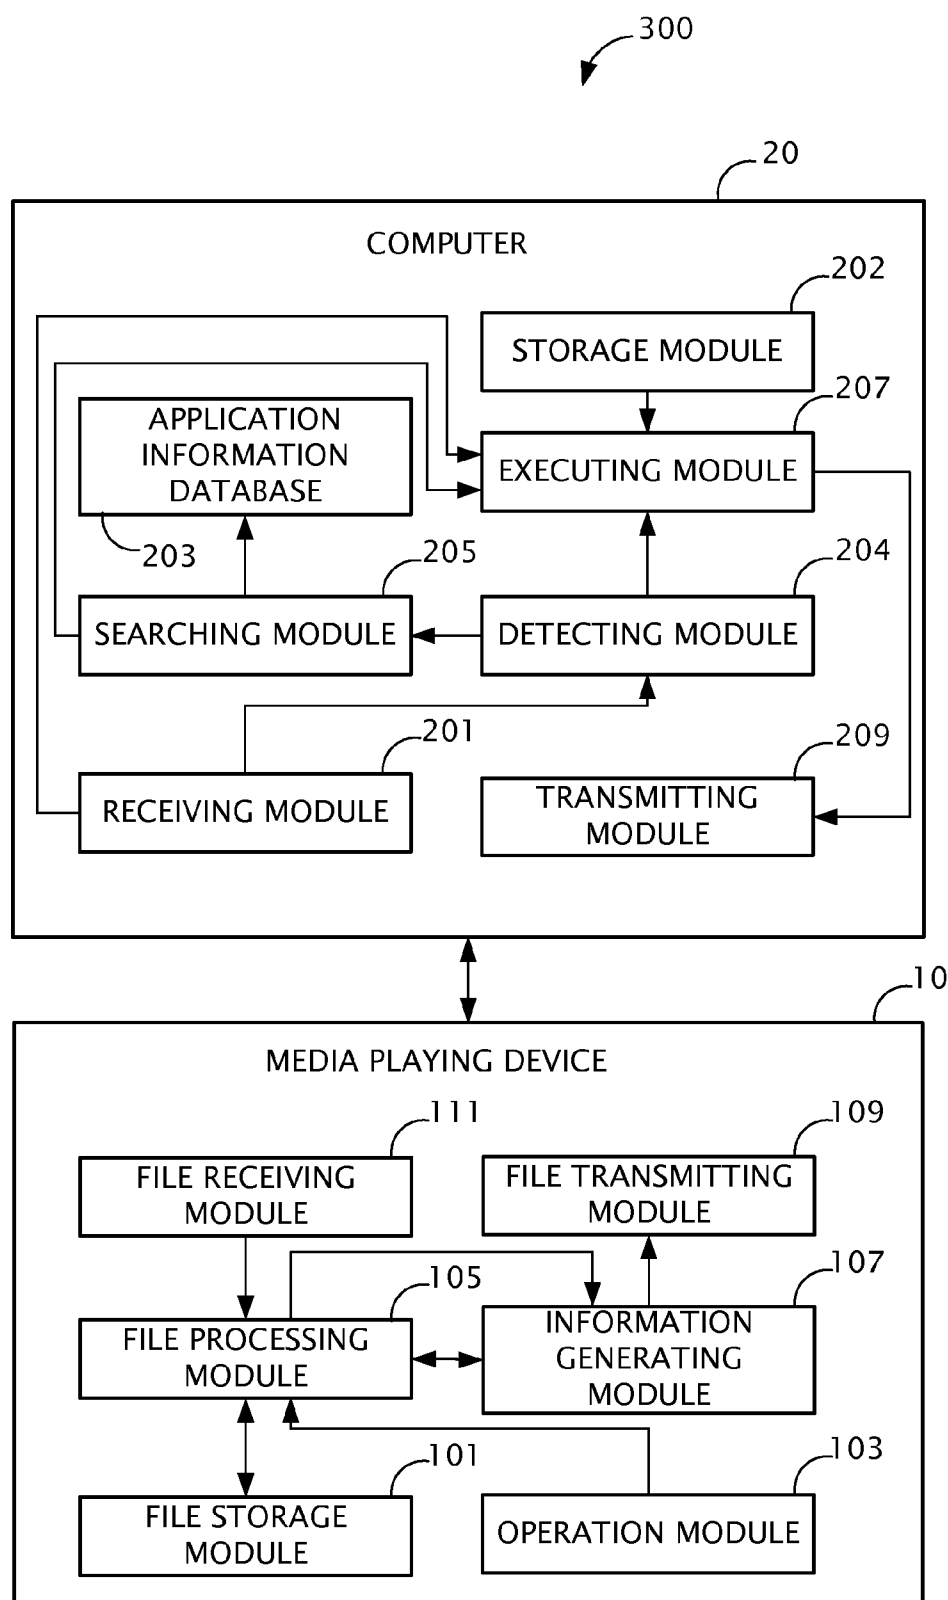 300
20
COMPUTER
202
STORAGE MODULE
207
APPLICATION
INFORMATION
DATABASE
EXECUTING MODULE
203
205
204
SEARCHING MODULE
DETECTING MODULE
201
209
RECEIVING MODULE
TRANSMITTING
MODULE
10
MEDIA PLAYING DEVICE
111
109
FILE RECEIVING
MODULE
FILE TRANSMITTING
MODULE
105
107
FILE PROCESSING
MODULE
INFORMATION
GENERATING
MODULE
101
103
FILE STORAGE
MODULE
OPERATION MODULE